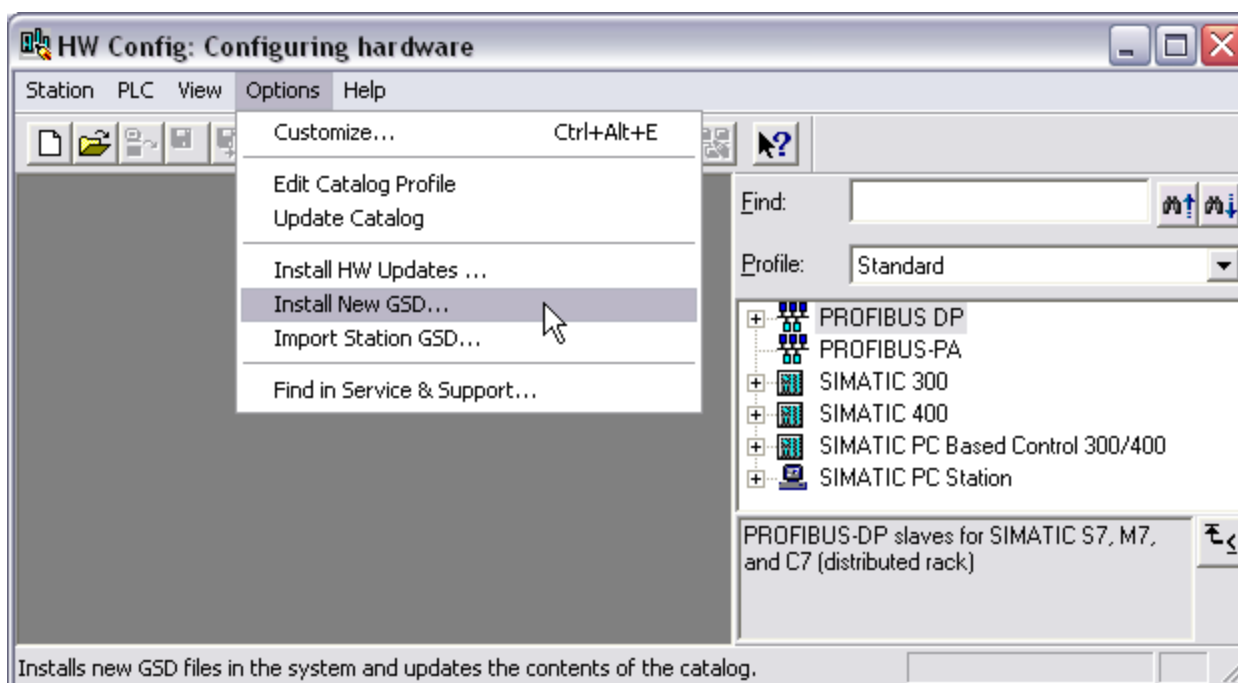 HW Config: Configuring hardware
Station PLC View Options Help
Customize... Ctrl+Alt+E
Edit Catalog Profile
Update Catalog
Install HW Updates ...
Install New GSD...
Import Station GSD...
Find in Service & Support...
Find:
Profile: Standard
PROFIBUS DP
PROFIBUS-PA
SIMATIC 300
SIMATIC 400
SIMATIC PC Based Control 300/400
SIMATIC PC Station
PROFIBUS-DP slaves for SIMATIC S7, M7,
and C7 (distributed rack)
Installs new GSD files in the system and updates the contents of the catalog.